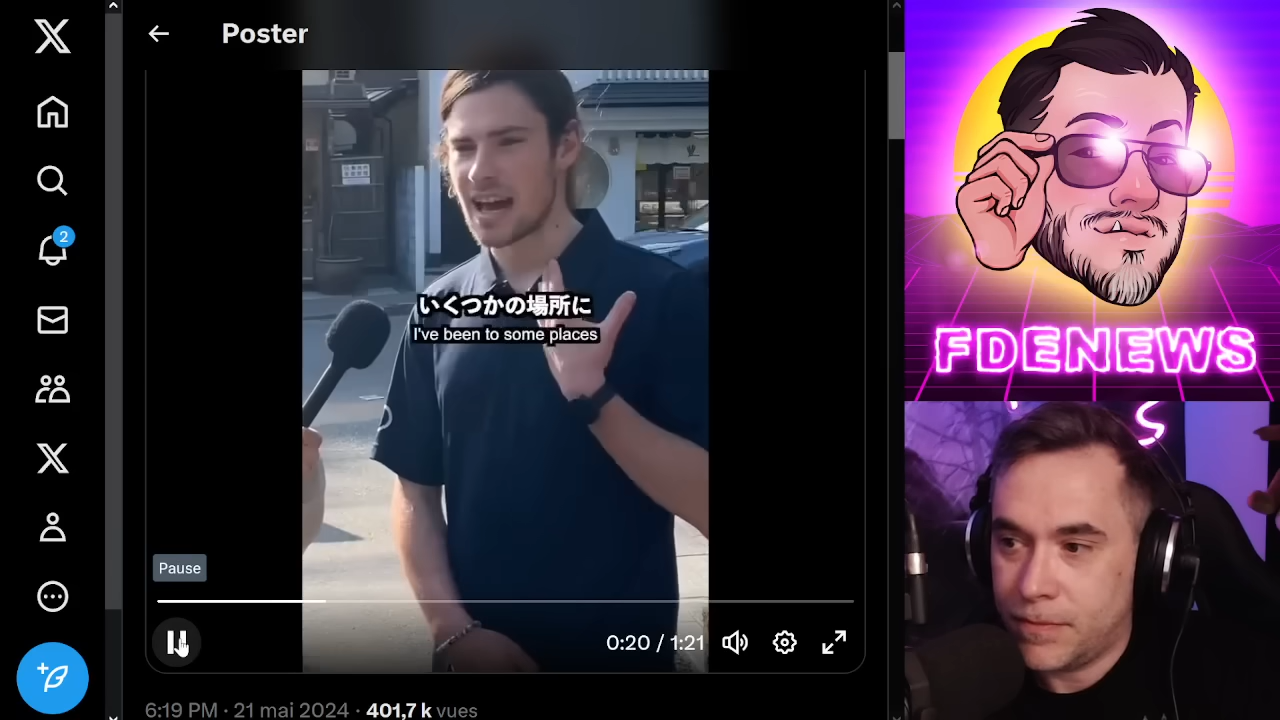 Poster
2
いくつかの場所に
I've been to some places
Pause
0:20 / 1:21
6:19 PM · 21 mai 2024 · 401,7 k vues
FDENEWS